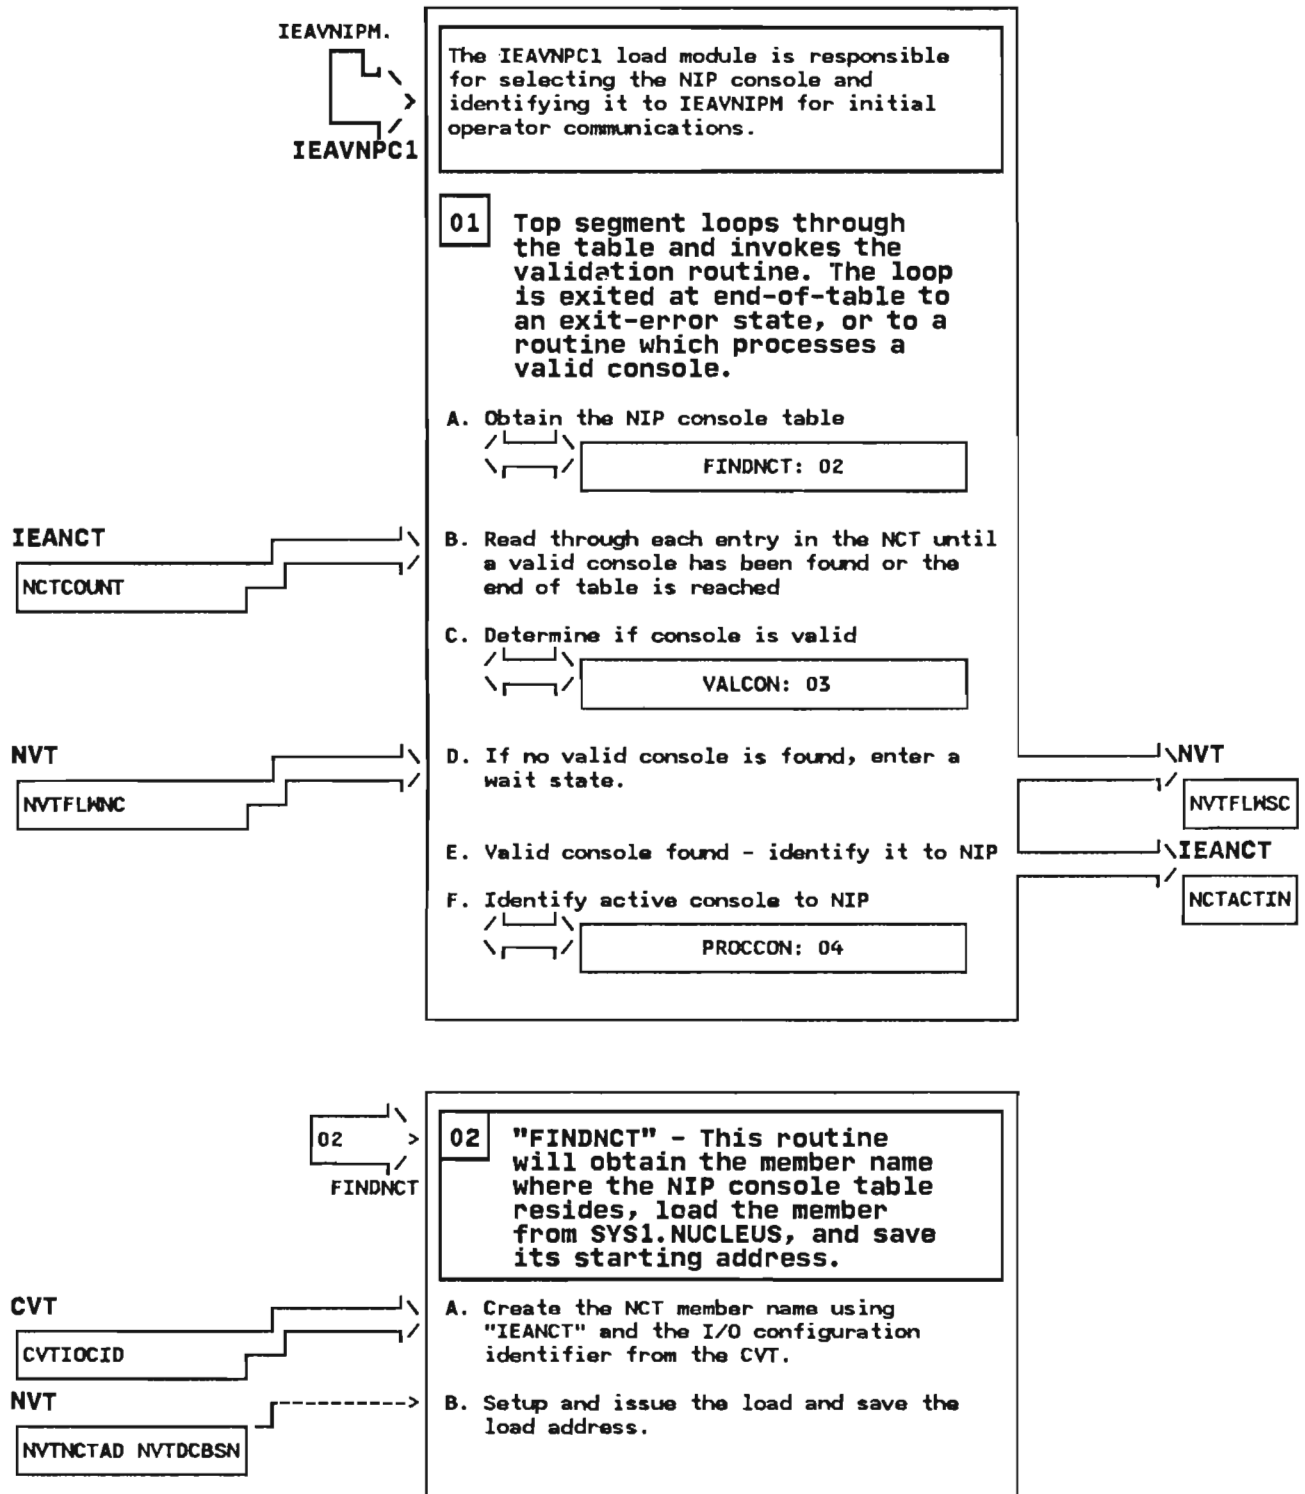 IEAVNIPM.
IEAVNPC1
The IEAVNPC1 load module is responsible
for selecting the NIP console and
identifying it to IEAVNIPM for initial
operator communications.
01
Top segment loops through
the table and invokes the
validation routine. The loop
is exited at end-of-table to
an exit-error state, or to a
routine which processes a
valid console.
A. Obtain the NIP console table
FINDNCT: 02
IEANCT
NCTCOUNT
B. Read through each entry in the NCT until
a valid console has been found or the
end of table is reached
C. Determine if console is valid
VALCON: 03
NVT
NVTFLWNC
D. If no valid console is found, enter a
wait state.
NVT
NVTFLWSC
E. Valid console found - identify it to NIP
IEANCT
NCTACTIN
F. Identify active console to NIP
PROCCON: 04
02
FINDNCT
02
"FINDNCT" - This routine
will obtain the member name
where the NIP console table
resides, load the member
from SYS1.NUCLEUS, and save
its starting address.
CVT
CVTIOCID
A. Create the NCT member name using
"IEANCT" and the I/O configuration
identifier from the CVT.
NVT
NVTNCTAD NVTDCBSN
B. Setup and issue the load and save the
load address.